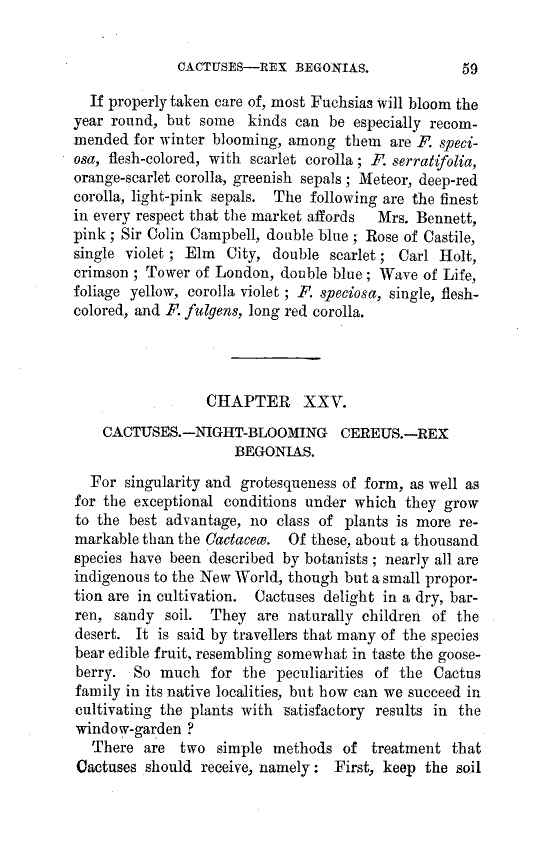 CACTUSES—REX BEGONIAS. 59
If properly taken care of, most Fuchsias will bloom the
year round, but some kinds can be especially recom-
mended for winter blooming, among them are F. speci-
osa, flesh-colored, with scarlet corolla; F. serratifolia,
orange-scarlet corolla, greenish sepals; Meteor, deep-red
corolla, light-pink sepals. The following are the finest
in every respect that the market affords Mrs. Bennett,
pink; Sir Colin Campbell, double blue; Rose of Castile,
single violet; Elm City, double scarlet; Carl Holt,
crimson; Tower of London, double blue; Wave of Life,
foliage yellow, corolla violet; F. speciosa, single, flesh-
colored, and F. fulgens, long red corolla.
CHAPTER XXV.
CACTUSES.—NIGHT-BLOOMING CEREUS.—REX
BEGONIAS.
For singularity and grotesqueness of form, as well as
for the exceptional conditions under which they grow
to the best advantage, no class of plants is more re-
markable than the Cactaceæ. Of these, about a thousand
species have been described by botanists; nearly all are
indigenous to the New World, though but a small propor-
tion are in cultivation. Cactuses delight in a dry, bar-
ren, sandy soil. They are naturally children of the
desert. It is said by travellers that many of the species
bear edible fruit, resembling somewhat in taste the goose-
berry. So much for the peculiarities of the Cactus
family in its native localities, but how can we succeed in
cultivating the plants with satisfactory results in the
window-garden?
There are two simple methods of treatment that
Cactuses should receive, namely: First, keep the soil